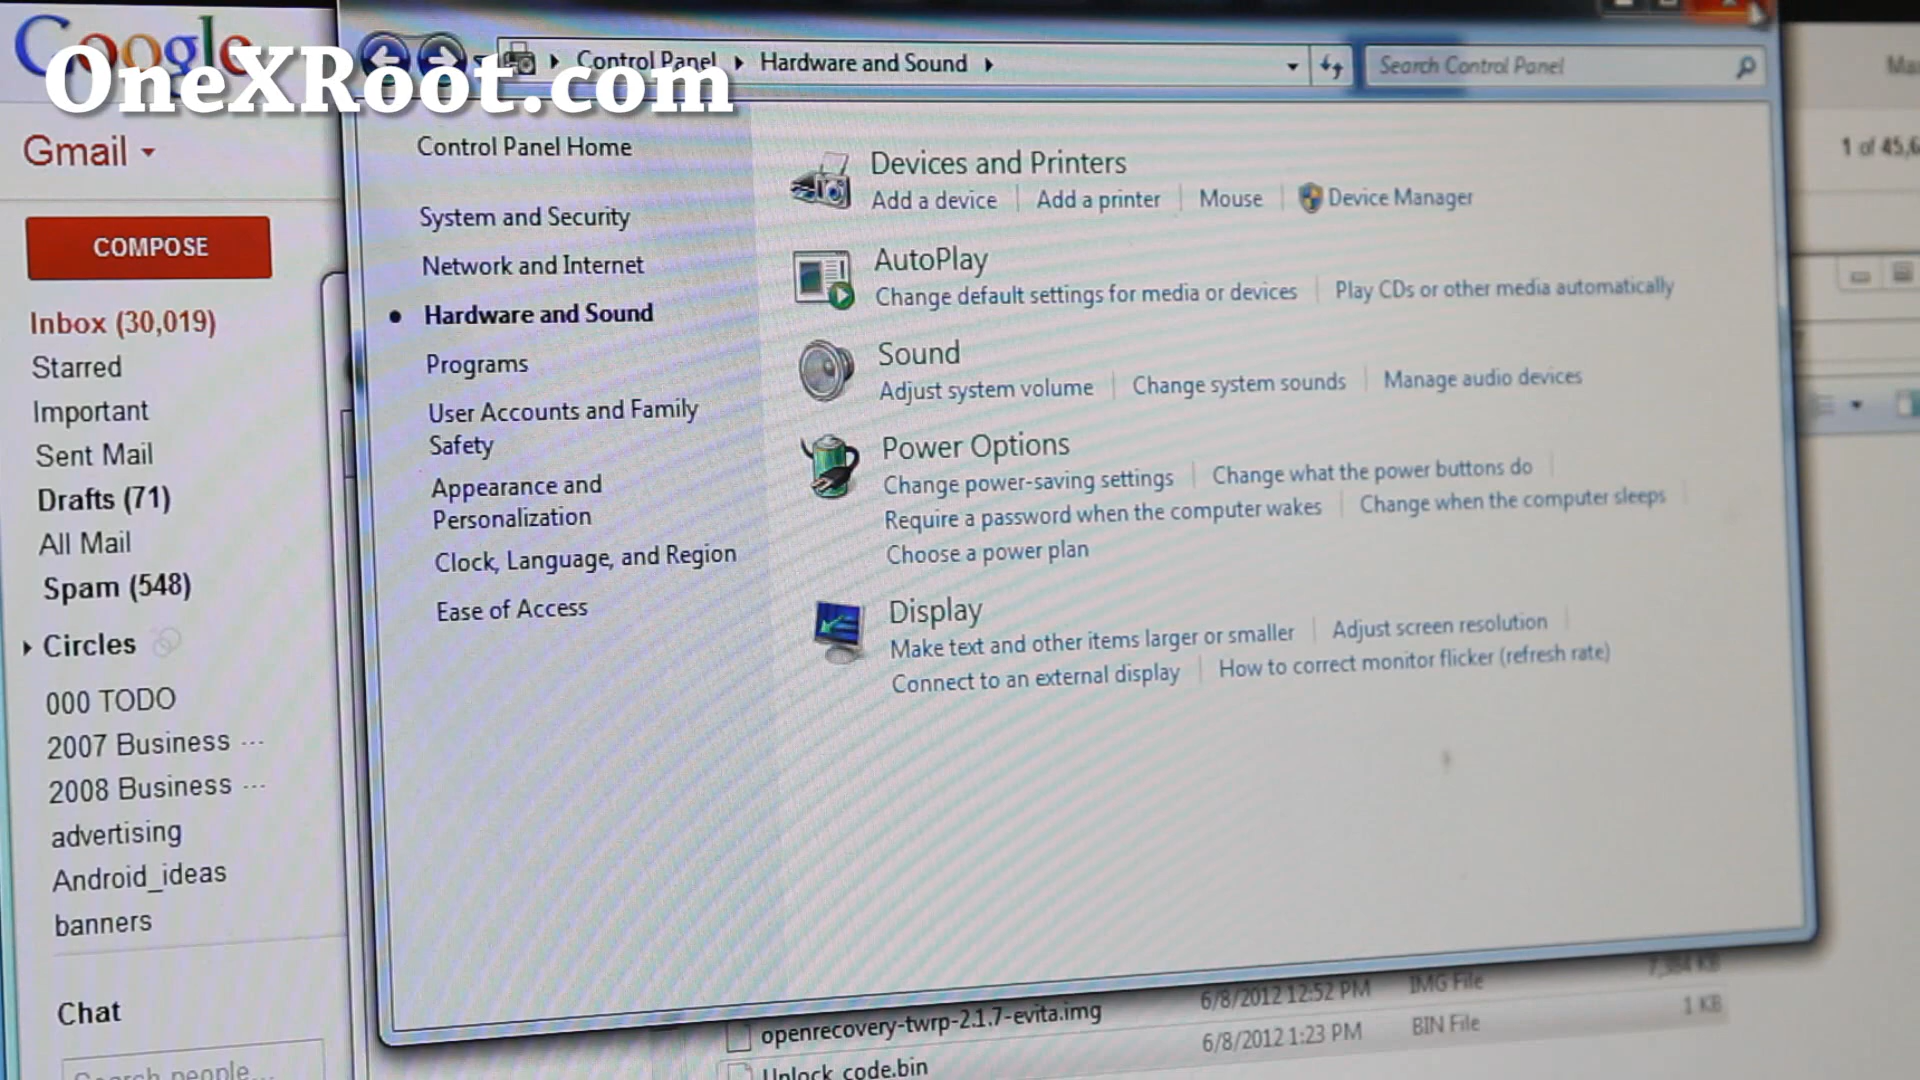 Google
OneXRoot.com
Control Panel Hardware and Sound
Search Control Panel
Gmail
1 of 45,6
COMPOSE
Inbox (30,019)
Starred
Important
Sent Mail
Drafts (71)
All Mail
Spam (548)
Circles
000 TODO
2007 Business ...
2008 Business ...
advertising
Android_ideas
banners
Chat
Search people...
Control Panel Home
System and Security
Network and Internet
Hardware and Sound
Programs
User Accounts and Family
Safety
Appearance and
Personalization
Clock, Language, and Region
Ease of Access
Devices and Printers
Add a device Add a printer Mouse Device Manager
AutoPlay
Change default settings for media or devices Play CDs or other media automatically
Sound
Adjust system volume Change system sounds Manage audio devices
Power Options
Change power-saving settings Change what the power buttons do
Require a password when the computer wakes Change when the computer sleeps
Choose a power plan
Display
Make text and other items larger or smaller Adjust screen resolution
Connect to an external display How to correct monitor flicker (refresh rate)
openrecovery-twrp-2.1.7-evita.img 6/8/2012 12:52 PM IMG File
Unlock_code.bin 6/8/2012 1:23 PM BIN File 1 KB